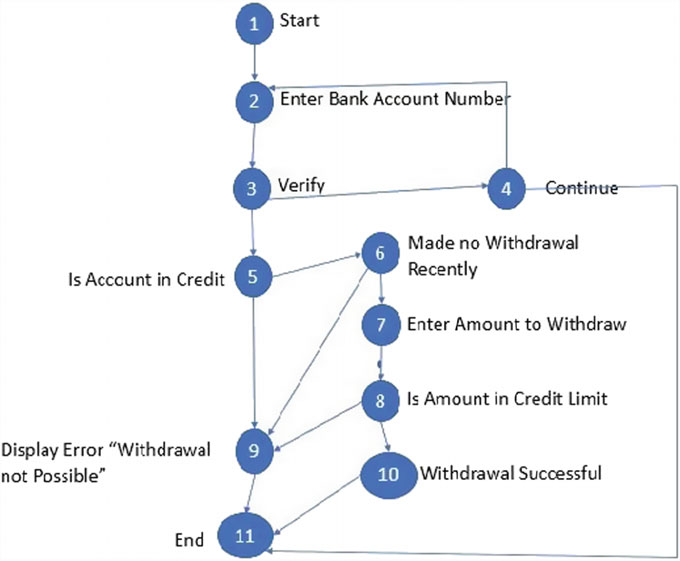 1 Start
2 Enter Bank Account Number
3 Verify
4 Continue
5 Is Account in Credit
6 Made no Withdrawal
Recently
7 Enter Amount to Withdraw
8 Is Amount in Credit Limit
9 Display Error “Withdrawal
not Possible”
10 Withdrawal Successful
11 End